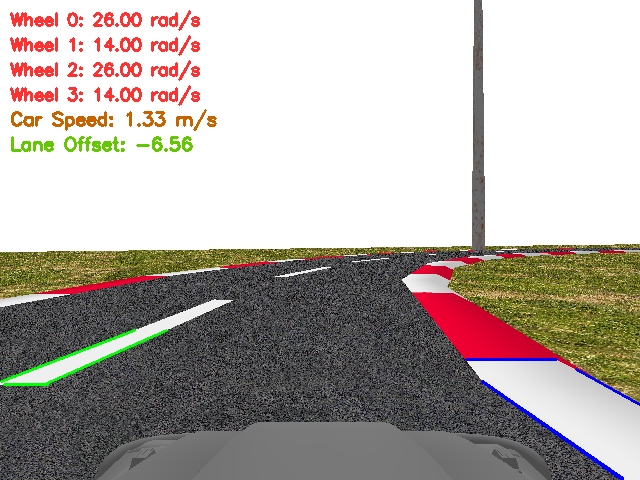 Wheel 0: 26.00 rad/s
Wheel 1: 14.00 rad/s
Wheel 2: 26.00 rad/s
Wheel 3: 14.00 rad/s
Car Speed: 1.33 m/s
Lane Offset: -6.56